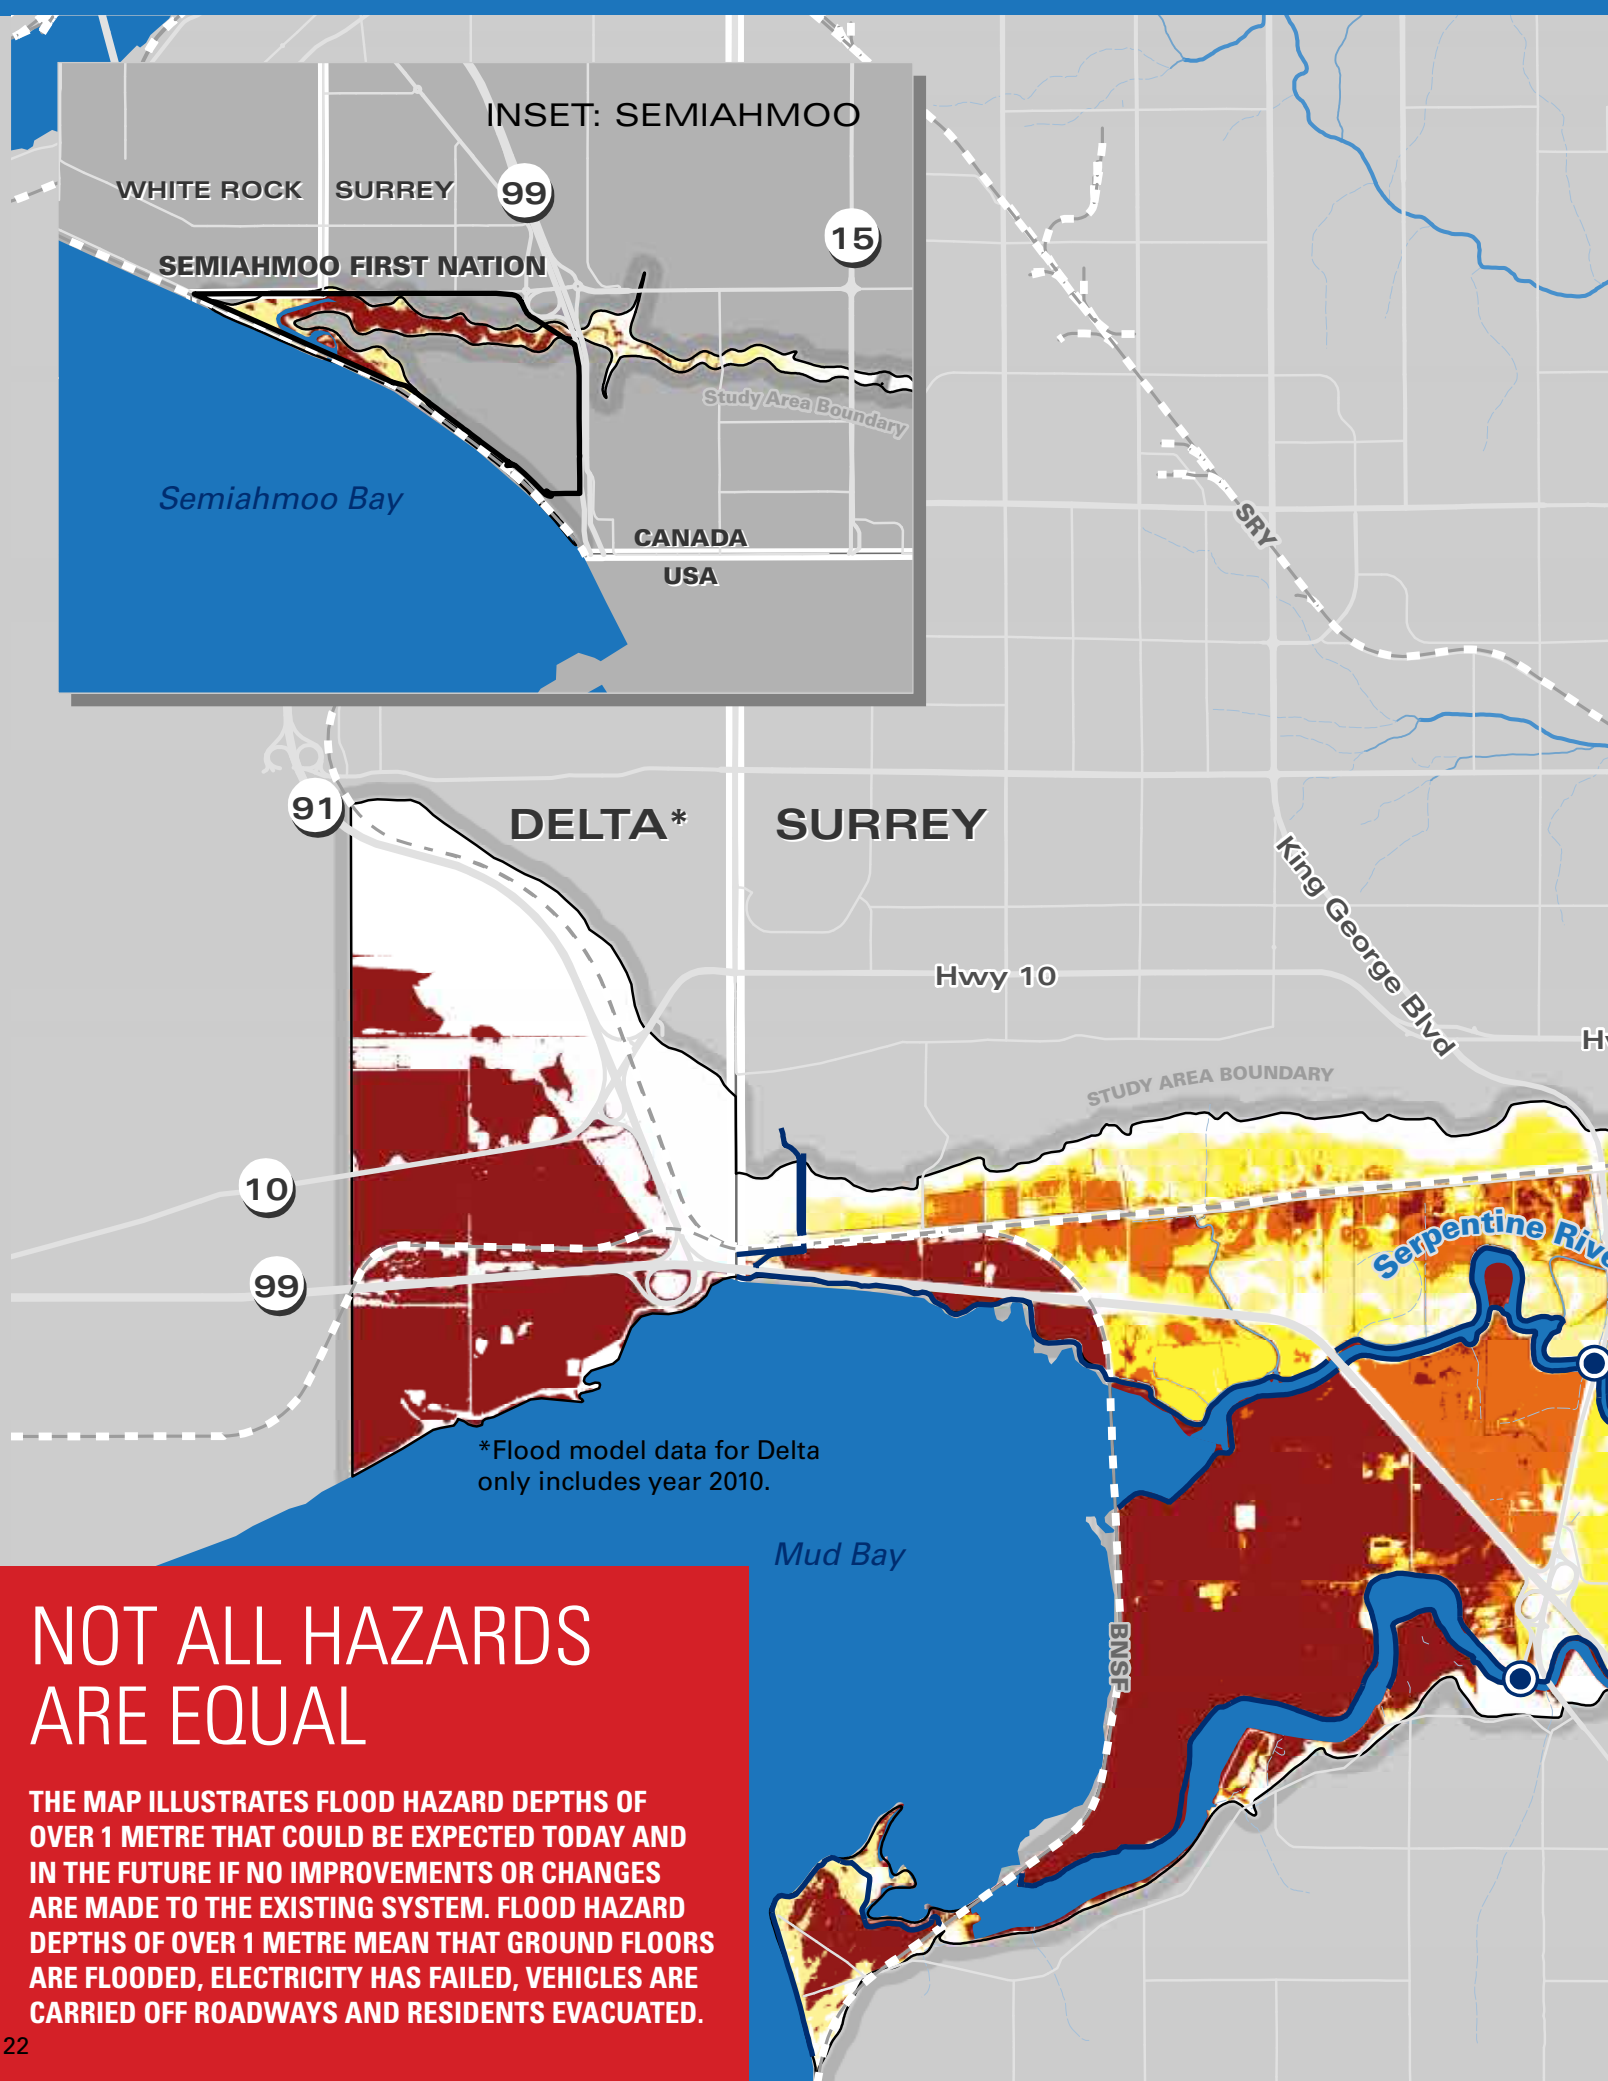 INSET: SEMIAHMOO
WHITE ROCK
SURREY
99
15
SEMIAHMOO FIRST NATION
Study Area Boundary
Semiahmoo Bay
CANADA
USA
SRY
91
DELTA*
SURREY
King George Blvd
Hwy 10
STUDY AREA BOUNDARY
10
99
Serpentine
*Flood model data for Delta
only includes year 2010.
Mud Bay
BNSF
NOT ALL HAZARDS
ARE EQUAL
THE MAP ILLUSTRATES FLOOD HAZARD DEPTHS OF
OVER 1 METRE THAT COULD BE EXPECTED TODAY AND
IN THE FUTURE IF NO IMPROVEMENTS OR CHANGES
ARE MADE TO THE EXISTING SYSTEM. FLOOD HAZARD
DEPTHS OF OVER 1 METRE MEAN THAT GROUND FLOORS
ARE FLOODED, ELECTRICITY HAS FAILED, VEHICLES ARE
CARRIED OFF ROADWAYS AND RESIDENTS EVACUATED.
22